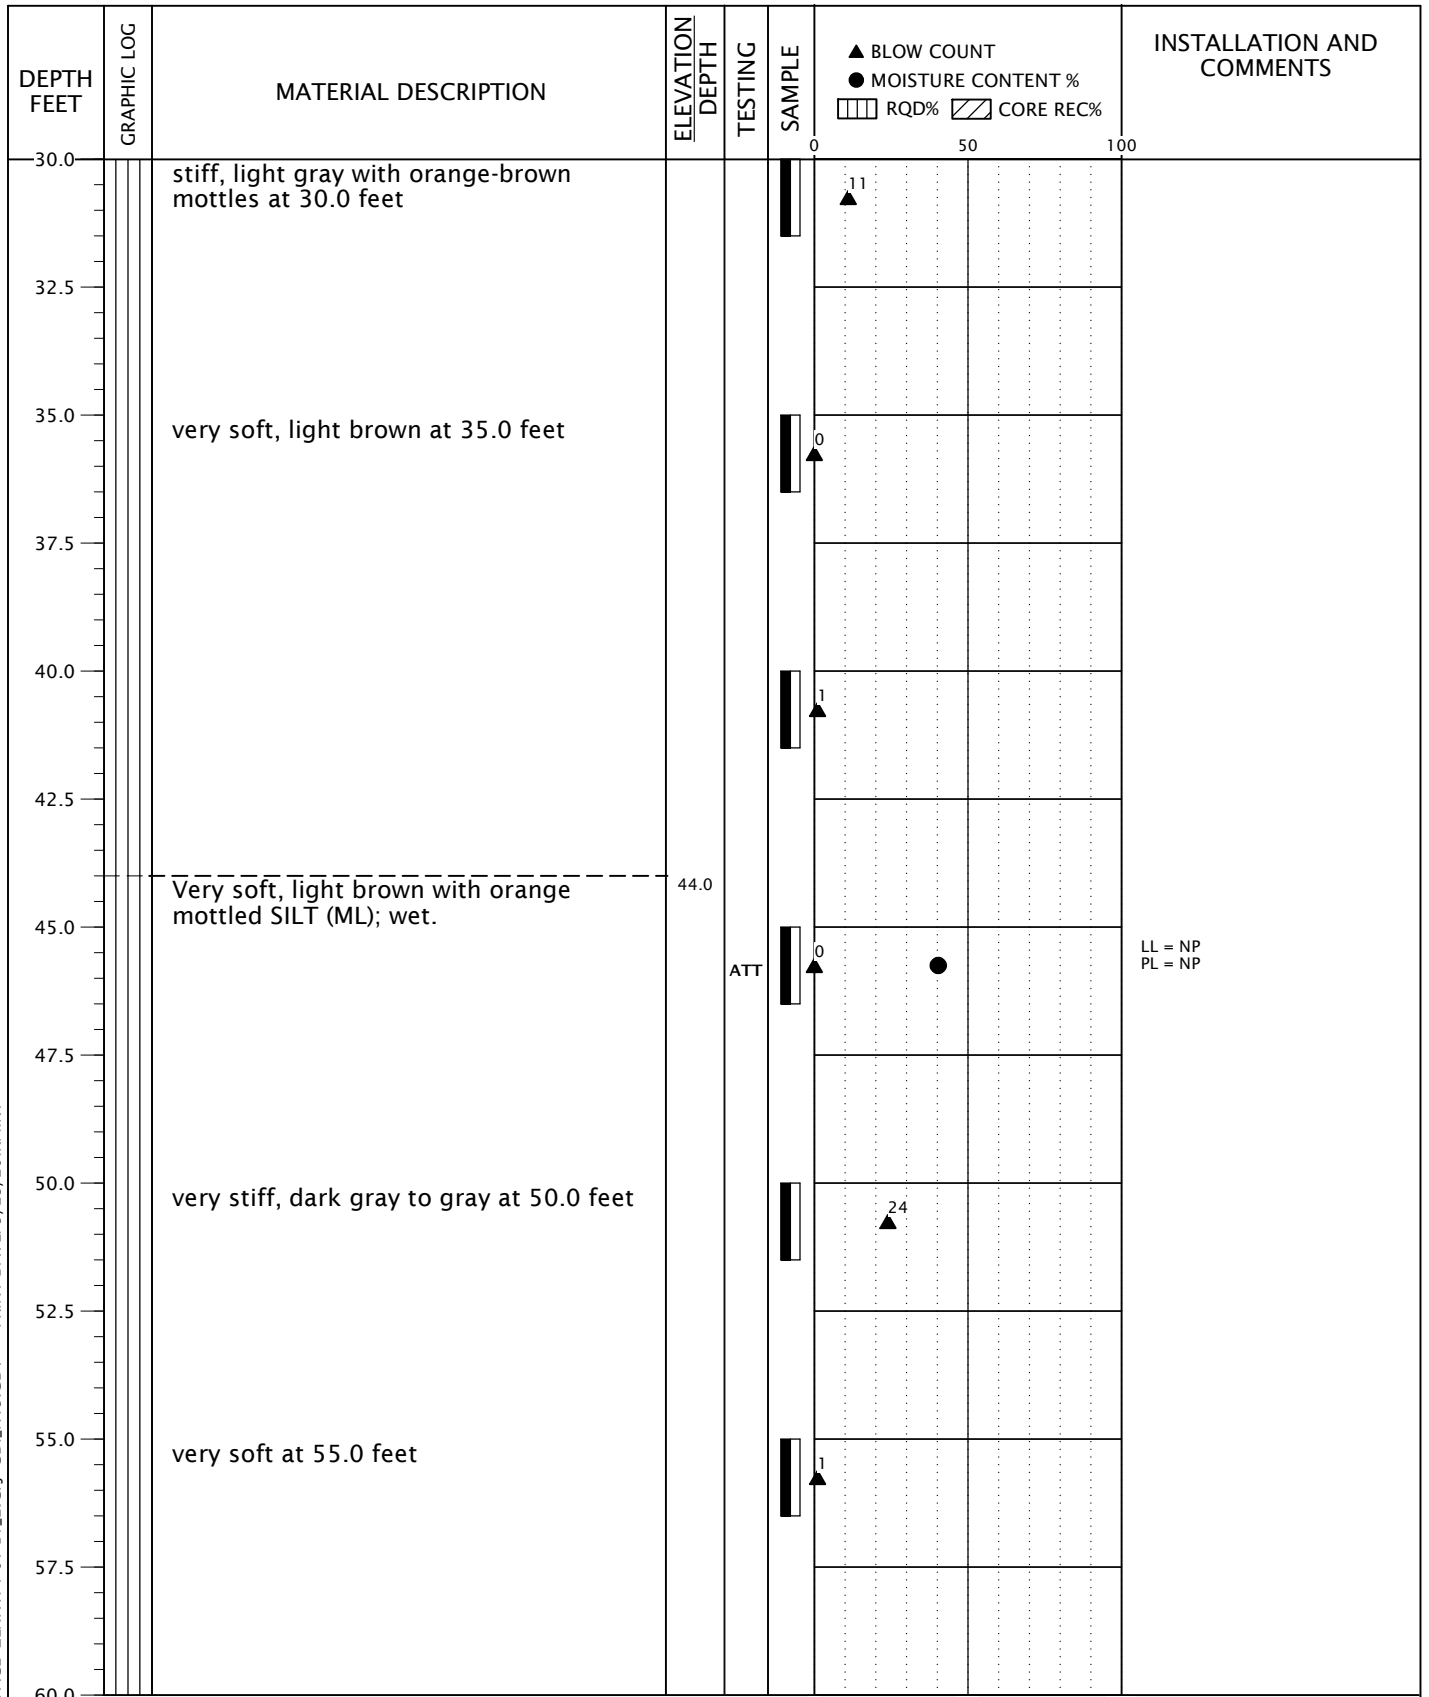 DEPTH
FEET
GRAPHIC LOG
MATERIAL DESCRIPTION
ELEVATION
DEPTH
TESTING
SAMPLE
▲ BLOW COUNT
● MOISTURE CONTENT %
RQD% CORE REC%
0 50 100
INSTALLATION AND
COMMENTS
30.0
stiff, light gray with orange-brown
mottles at 30.0 feet
11
32.5
35.0
very soft, light brown at 35.0 feet
0
37.5
40.0
1
42.5
Very soft, light brown with orange
mottled SILT (ML); wet.
44.0
45.0
ATT
0
LL = NP
PL = NP
47.5
50.0
very stiff, dark gray to gray at 50.0 feet
24
52.5
55.0
very soft at 55.0 feet
1
57.5
60.0